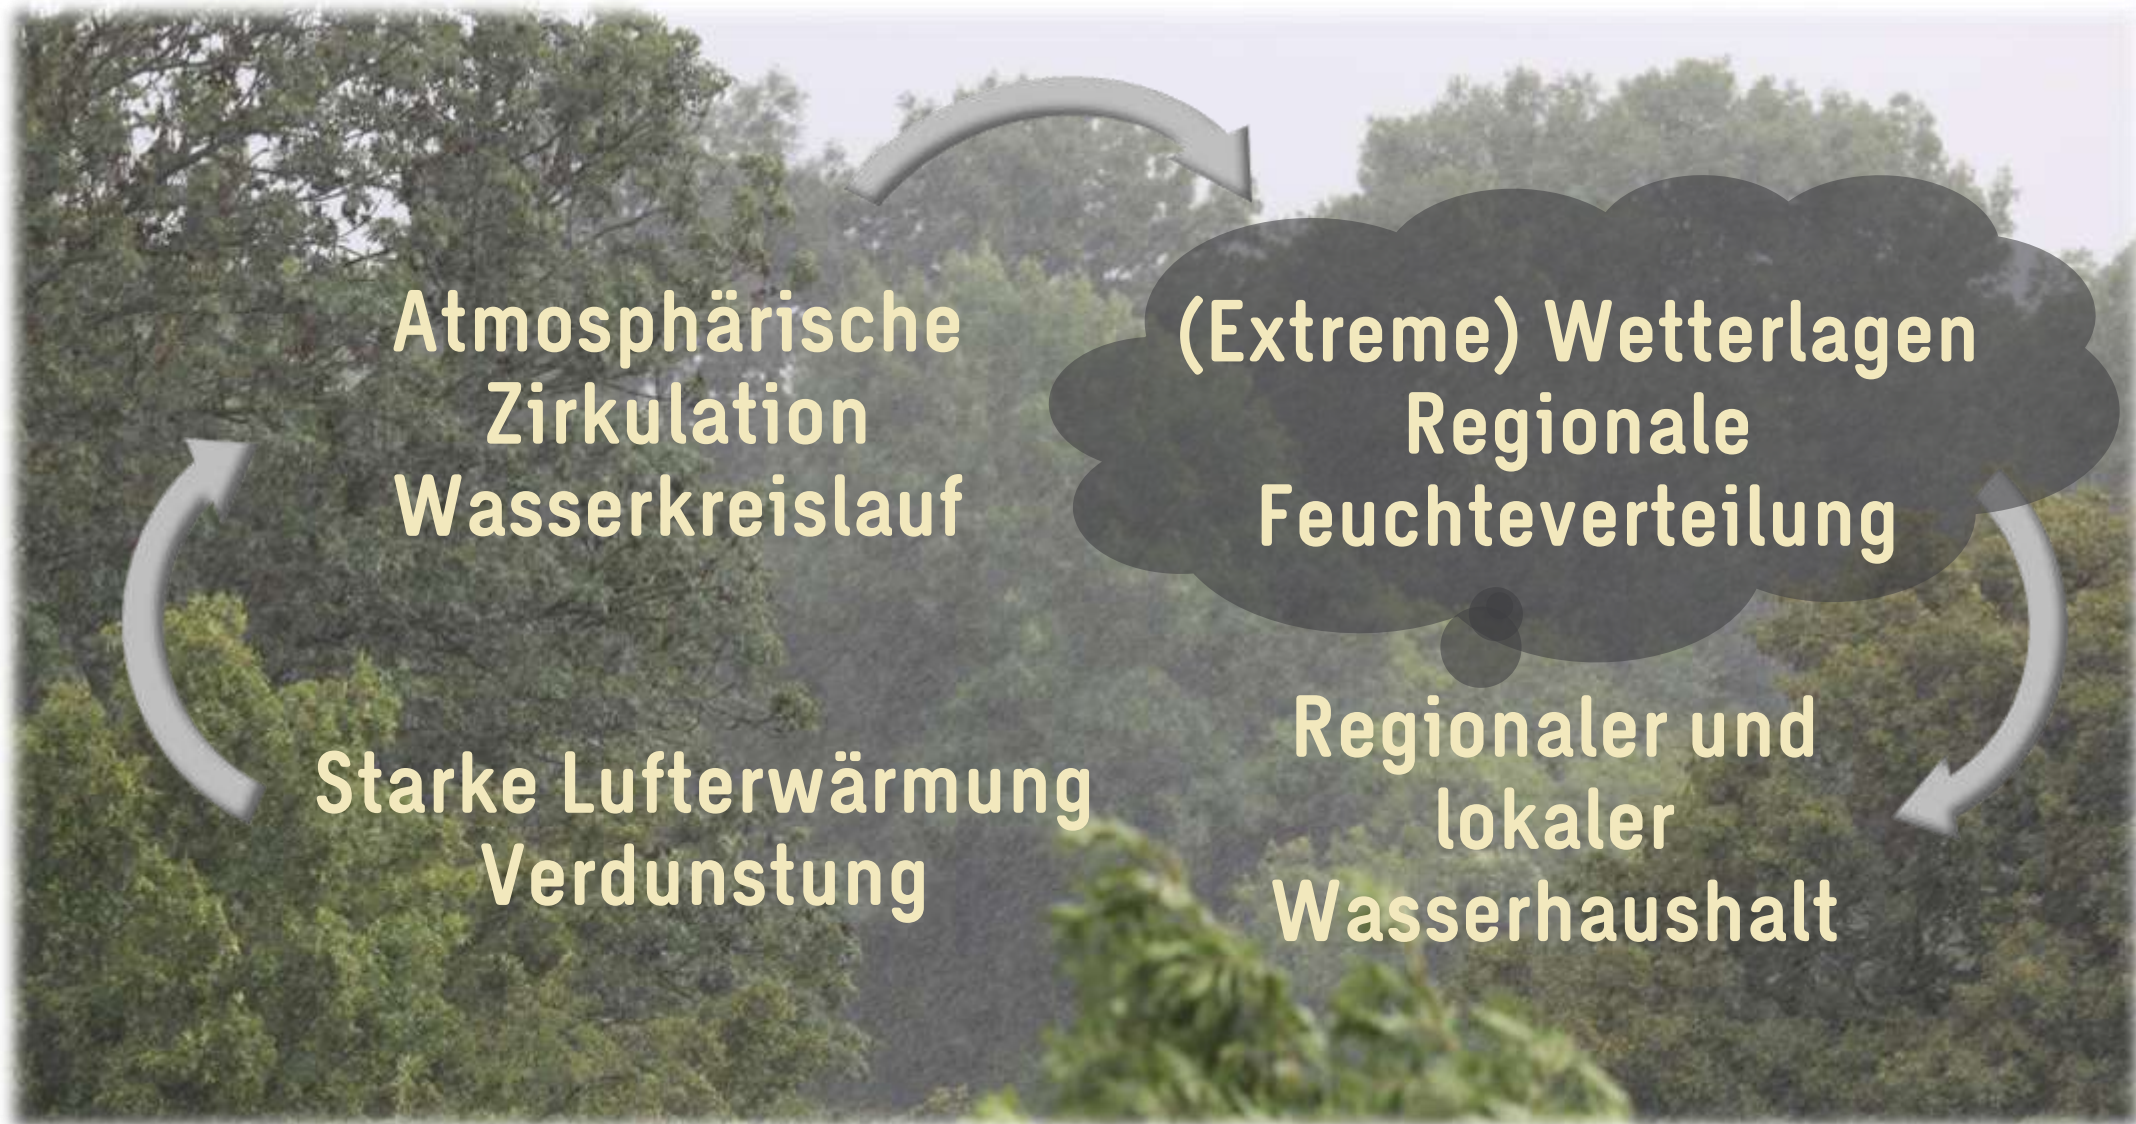 Atmosphärische
Zirkulation
Wasserkreislauf
(Extreme) Wetterlagen
Regionale
Feuchteverteilung
Starke Lufterwärmung
Verdunstung
Regionaler und
lokaler
Wasserhaushalt